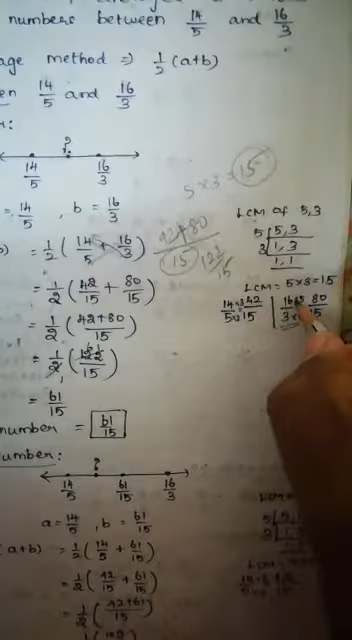 numbers between 14/5 and 16/3
age method ⇒ 1/2 (a+b)
en 14/5 and 16/3
14/5 ? 16/3
5×3=15
= 14/5, b = 16/3
) = 1/2 ( 14/5 + 16/3 )
42+80
15
= 1/2 ( 42/15 + 80/15 )
= 1/2 ( 42+80 / 15 )
= 1/2 ( 122/15 )
= 61/15
number = 61/15
LCM of 5,3
5 | 5, 3
1, 3
1, 1
LCM = 5×3=15
14×3/5×3 42/15 | 16×5/3 80/15
umber:
14/5 ? 61/15 16/3
a = 14/5, b = 61/15
(a+b) = 1/2 ( 14/5 + 61/15 )
= 1/2 ( 42/15 + 61/15 )
= 1/2 ( 42+61 / 15 )